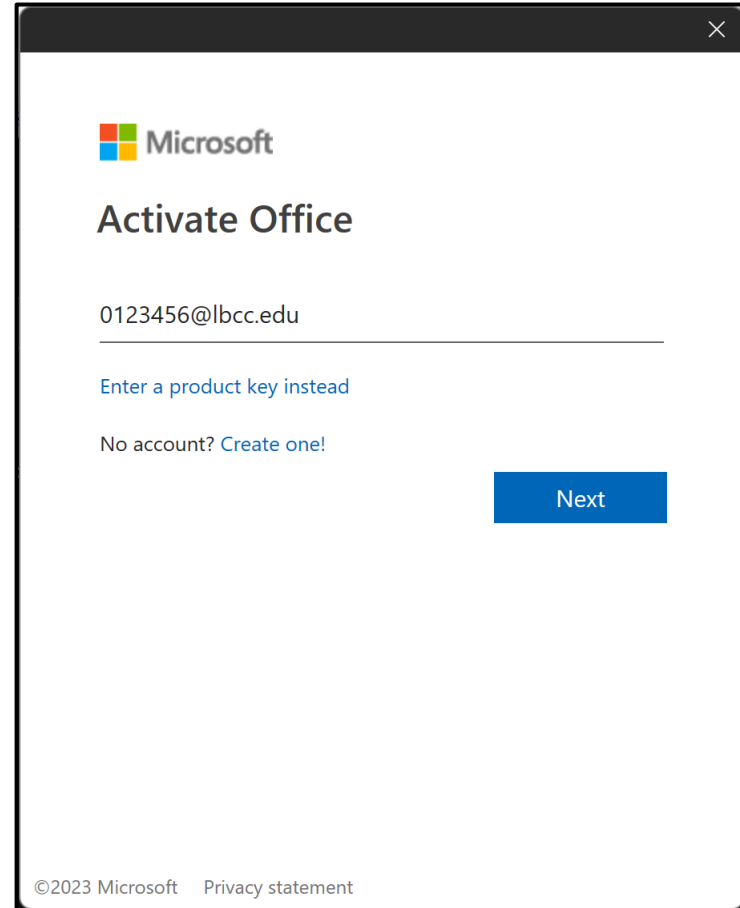 Microsoft
Activate Office
0123456@lbcc.edu
Enter a product key instead
No account? Create one!
Next
©2023 Microsoft Privacy statement